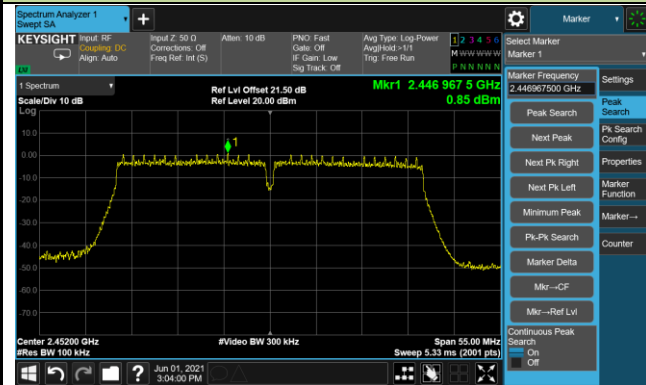 Spectrum Analyzer 1
Swept SA
KEYSIGHT
Input: RF
Coupling: DC
Align: Auto
Input Z: 50 Ω
Corrections: Off
Freq Ref: Int (S)
Atten: 10 dB
PNO: Fast
Gate: Off
IF Gain: Low
Sig Track: Off
Avg Type: Log-Power
Avg|Hold:>1/1
Trig: Free Run
1 2 3 4 5 6
M W W W W W
P N N N N N
LXI
1 Spectrum
Scale/Div 10 dB
Log
Ref Lvl Offset 21.50 dB
Ref Level 20.00 dBm
Mkr1 2.446 967 5 GHz
0.85 dBm
10.0
0.00
-10.0
-20.0
-30.0
-40.0
-50.0
-60.0
-70.0
1
Center 2.45200 GHz
#Res BW 100 kHz
#Video BW 300 kHz
Span 55.00 MHz
Sweep 5.33 ms (2001 pts)
Jun 01, 2021
3:04:00 PM
Marker
Select Marker
Marker 1
Marker Frequency
2.446967500 GHz
Peak Search
Next Peak
Next Pk Right
Next Pk Left
Minimum Peak
Pk-Pk Search
Marker Delta
Mkr→CF
Mkr→Ref Lvl
Continuous Peak
Search
On
Off
Settings
Peak
Search
Pk Search
Config
Properties
Marker
Function
Marker→
Counter